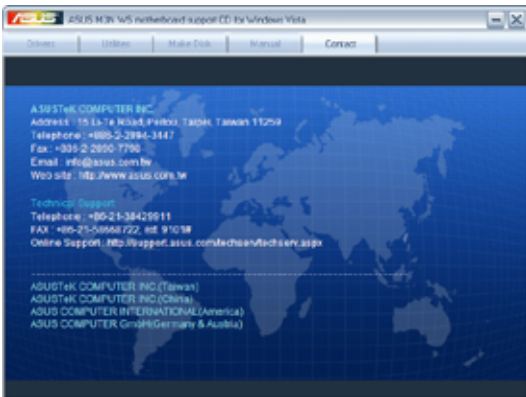 ASUS ASUS M3N WS motherboard support CD for Windows Vista
Drivers Utilities Make Disk Manual Contact
ASUSTeK COMPUTER INC.
Address : 15 Li-Te Road, Peitou, Taipei, Taiwan 11259
Telephone : +886-2-2894-3447
Fax : +886-2-2890-7798
Email : info@asus.com.tw
Web site : http://www.asus.com.tw
Technical Support
Telephone : +86-21-38429911
FAX : +86-21-58668722, ext. 9101#
Online Support : http://support.asus.com/techserv/techserv.aspx
ASUSTeK COMPUTER INC.(Taiwan)
ASUSTeK COMPUTER INC.(China)
ASUS COMPUTER INTERNATIONAL(America)
ASUS COMPUTER GmbH(Germany & Austria)